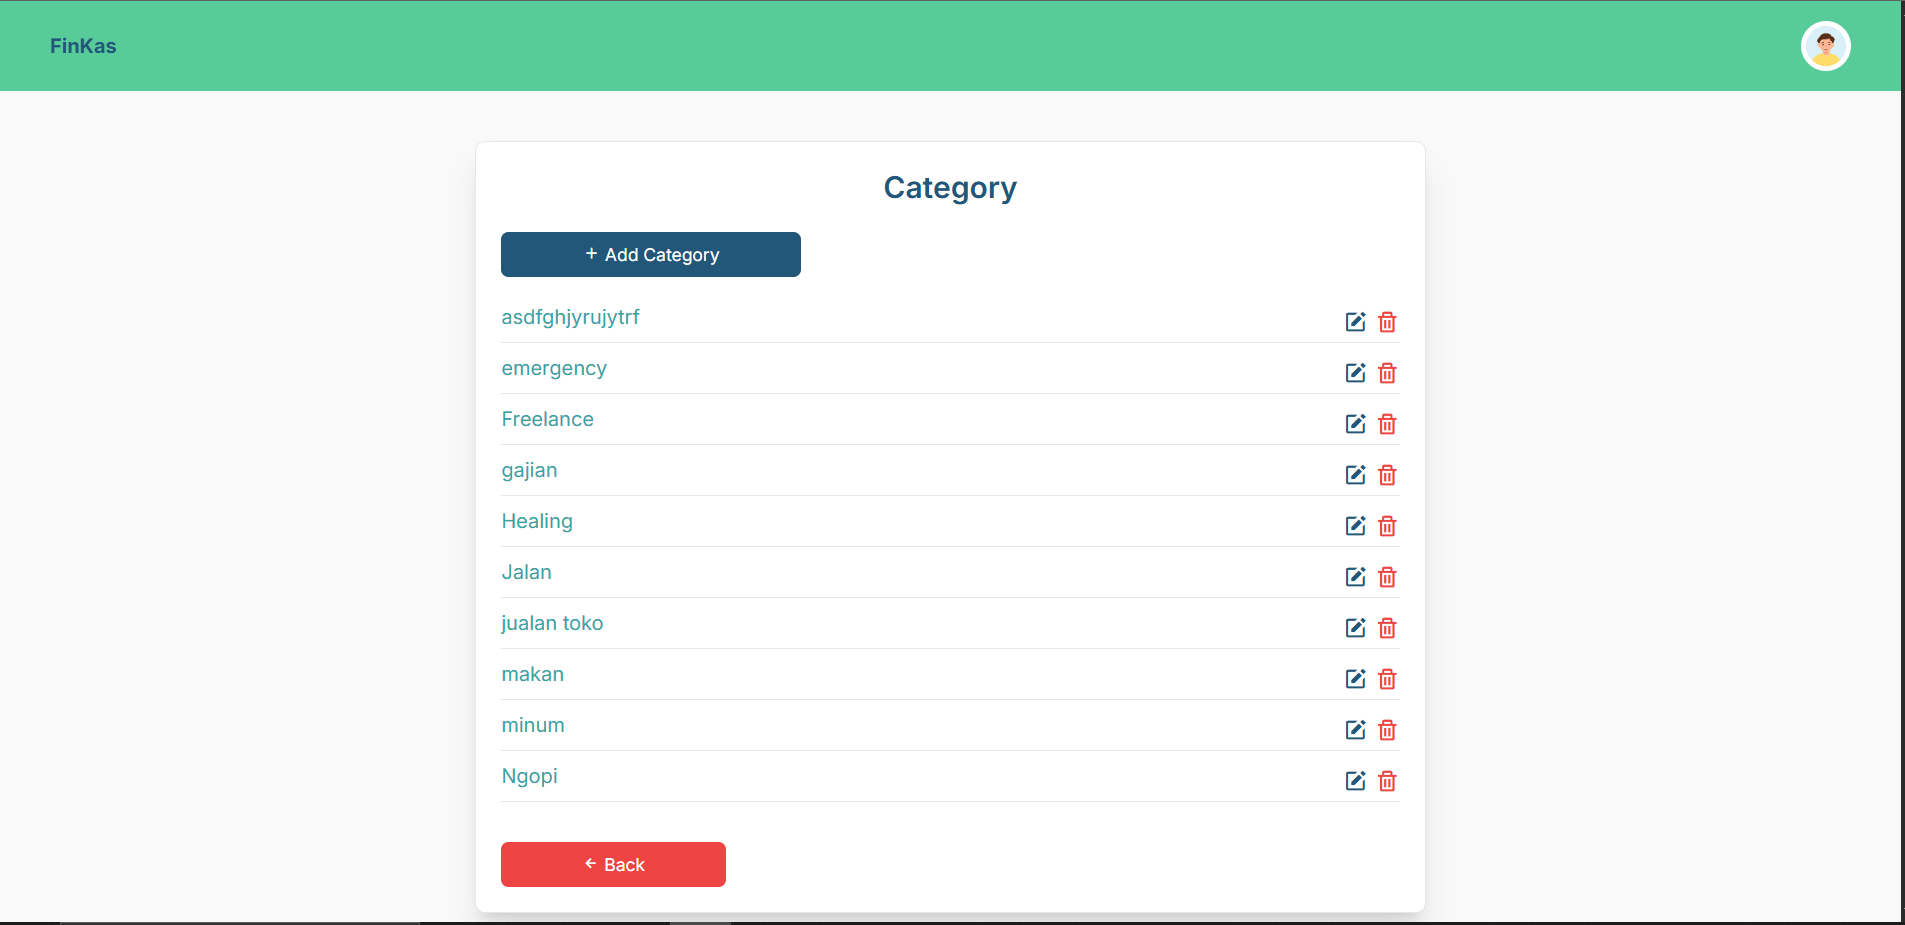 FinKas
Category
+ Add Category
asdfghjyrujytrf
emergency
Freelance
gajian
Healing
Jalan
jualan toko
makan
minum
Ngopi
← Back